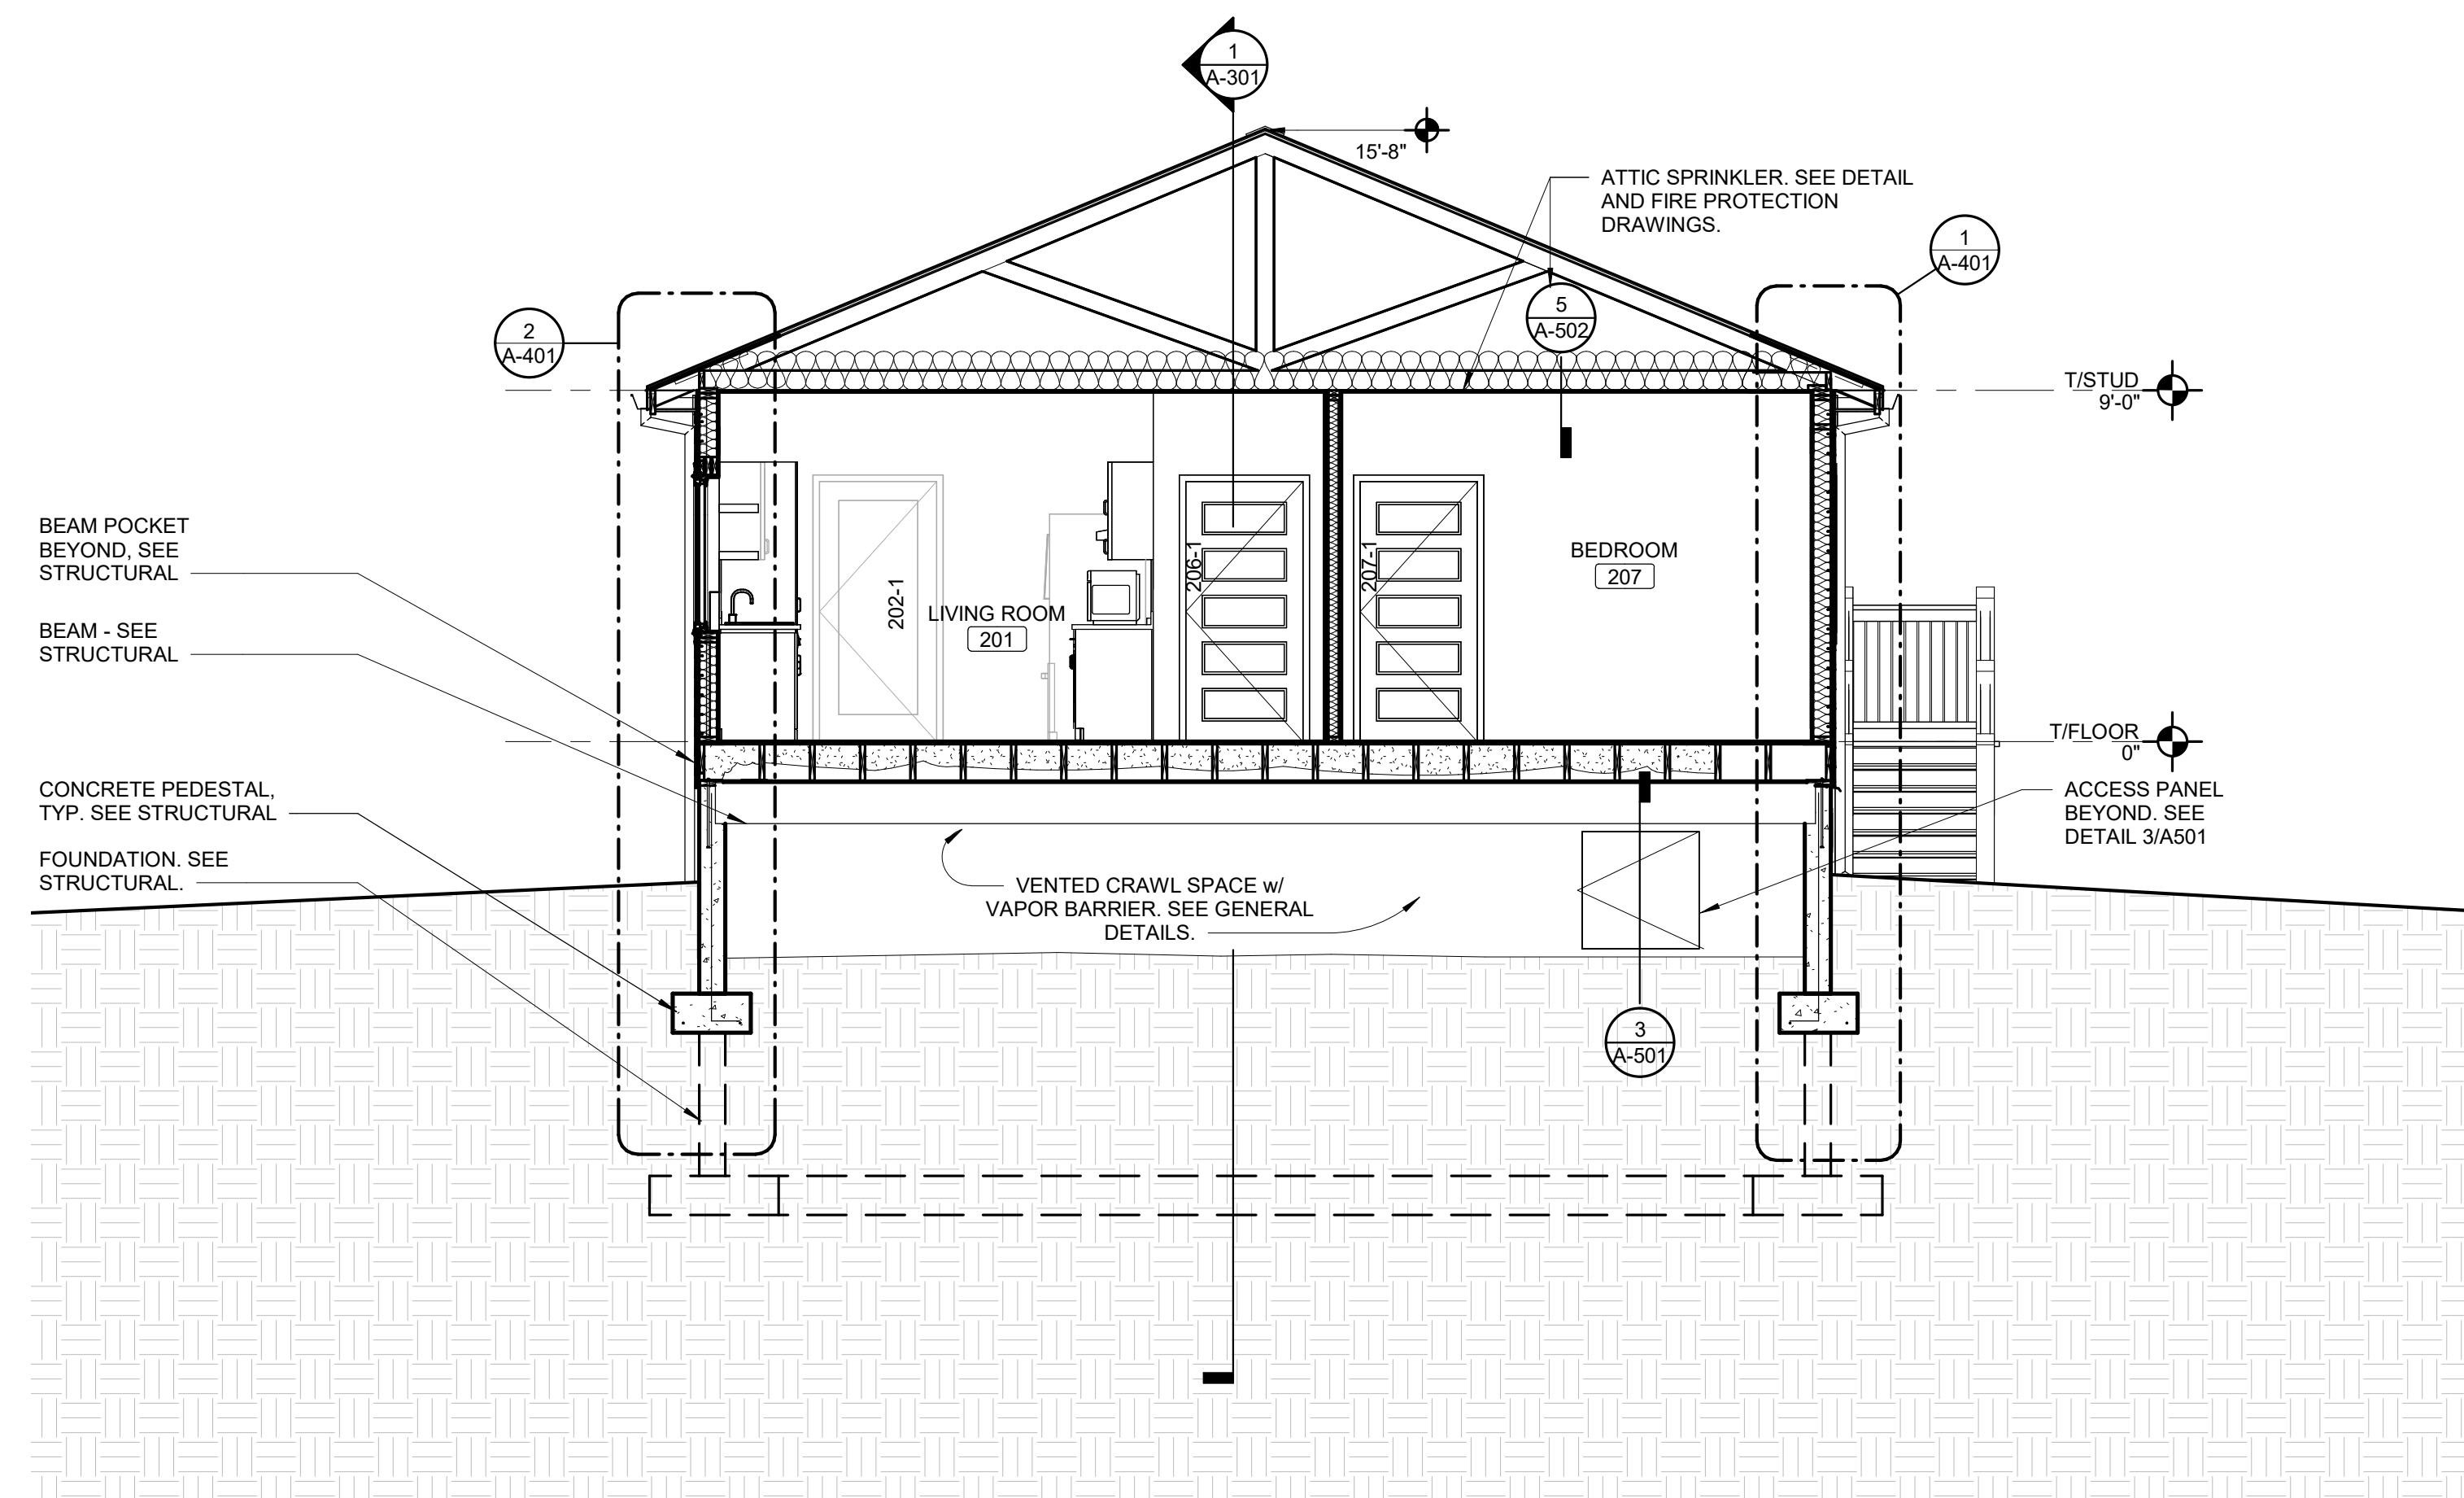 1
A-301
15'-8"
ATTIC SPRINKLER. SEE DETAIL
AND FIRE PROTECTION
DRAWINGS.
1
A-401
2
A-401
5
A-502
T/STUD
9'-0"
BEAM POCKET
BEYOND, SEE
STRUCTURAL
BEAM - SEE
STRUCTURAL
202-1
LIVING ROOM
201
206-1
207-1
BEDROOM
207
T/FLOOR
0"
CONCRETE PEDESTAL,
TYP. SEE STRUCTURAL
FOUNDATION. SEE
STRUCTURAL.
VENTED CRAWL SPACE w/
VAPOR BARRIER. SEE GENERAL
DETAILS.
ACCESS PANEL
BEYOND. SEE
DETAIL 3/A501
3
A-501